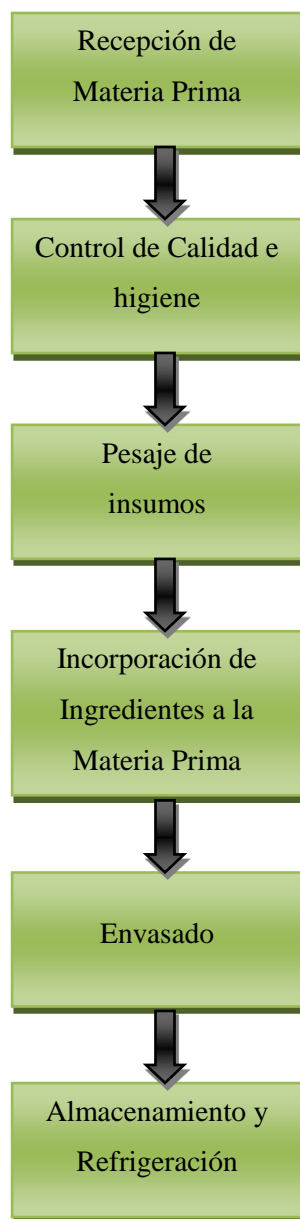 Recepción de
Materia Prima
Control de Calidad e
higiene
Pesaje de
insumos
Incorporación de
Ingredientes a la
Materia Prima
Envasado
Almacenamiento y
Refrigeración